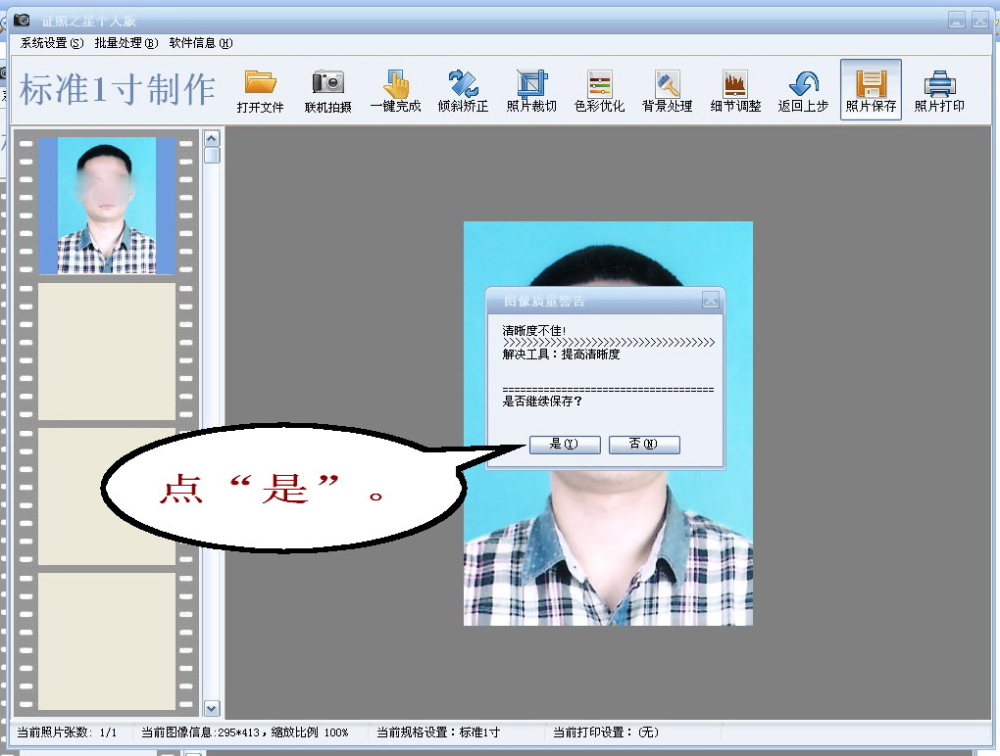 证照之星个人版
系统设置(S) 批量处理(B) 软件信息(H)
标准1寸制作
打开文件 联机拍摄 一键完成 倾斜矫正 照片裁切 色彩优化 背景处理 细节调整 返回上步 照片保存 照片打印
图像质量警告
清晰度不佳!
>>>>>>>>>>>>>>>>>>>>>>>>>>>>>>>>>>>>
解决工具：提高清晰度
====================================
是否继续保存?
是(Y) 否(N)
点“是”。
当前照片张数: 1/1 当前图像信息:295*413，缩放比例 100% 当前规格设置：标准1寸 当前打印设置：(无)